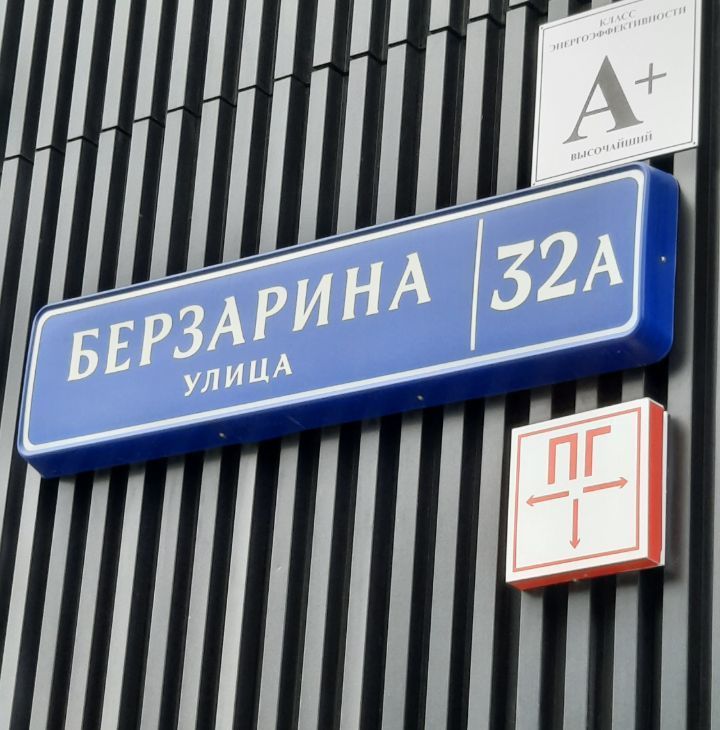 КЛАСС
ЭНЕРГОЭФФЕКТИВНОСТИ
A+
ВЫСОЧАЙШИЙ
БЕРЗАРИНА
УЛИЦА
32А
ПГ